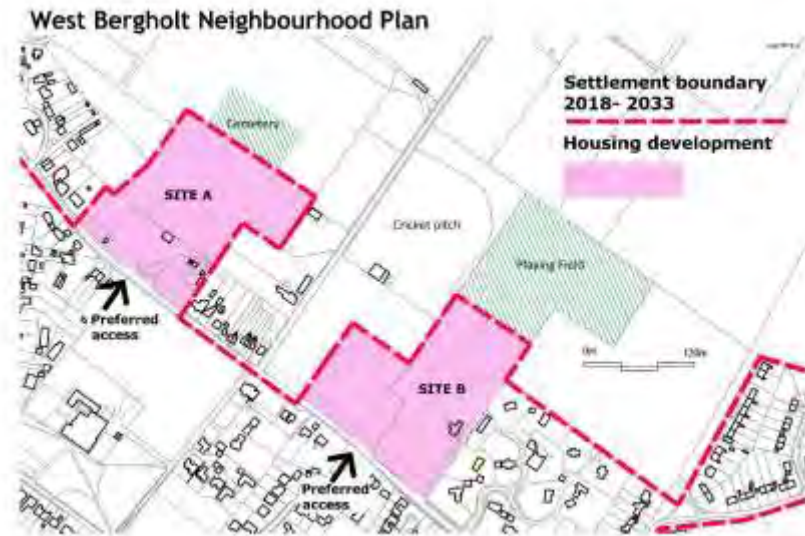 West Bergholt Neighbourhood Plan
Settlement boundary
2018- 2033
Housing development
Cemetery
SITE A
Cricket pitch
Playing Field
Preferred
access
0m
120m
SITE B
Preferred
access